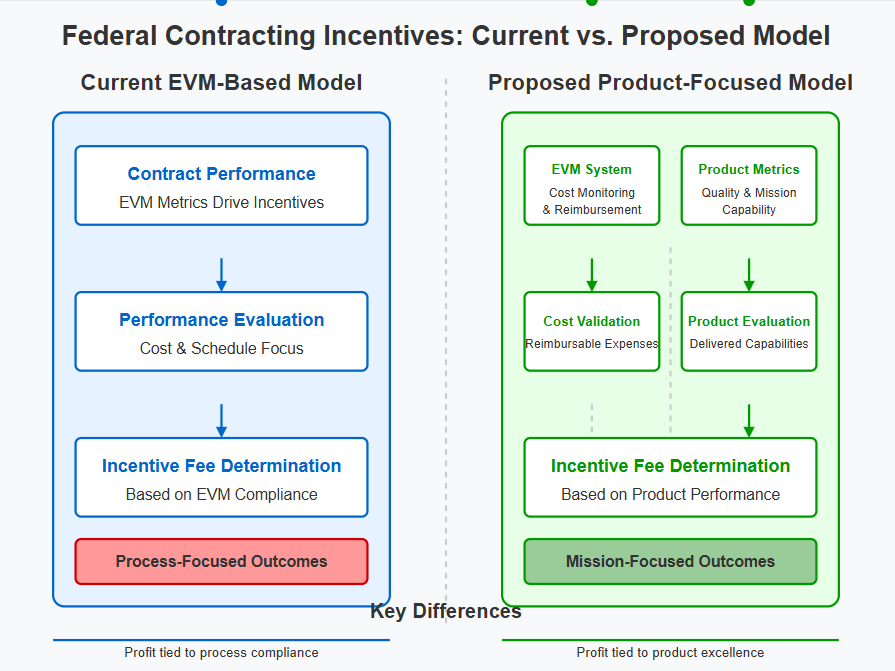 Federal Contracting Incentives: Current vs. Proposed Model
Current EVM-Based Model
Contract Performance
EVM Metrics Drive Incentives
Performance Evaluation
Cost & Schedule Focus
Incentive Fee Determination
Based on EVM Compliance
Process-Focused Outcomes
Proposed Product-Focused Model
EVM System
Cost Monitoring
& Reimbursement
Product Metrics
Quality & Mission
Capability
Cost Validation
Reimbursable Expenses
Product Evaluation
Delivered Capabilities
Incentive Fee Determination
Based on Product Performance
Mission-Focused Outcomes
Key Differences
Profit tied to process compliance
Profit tied to product excellence